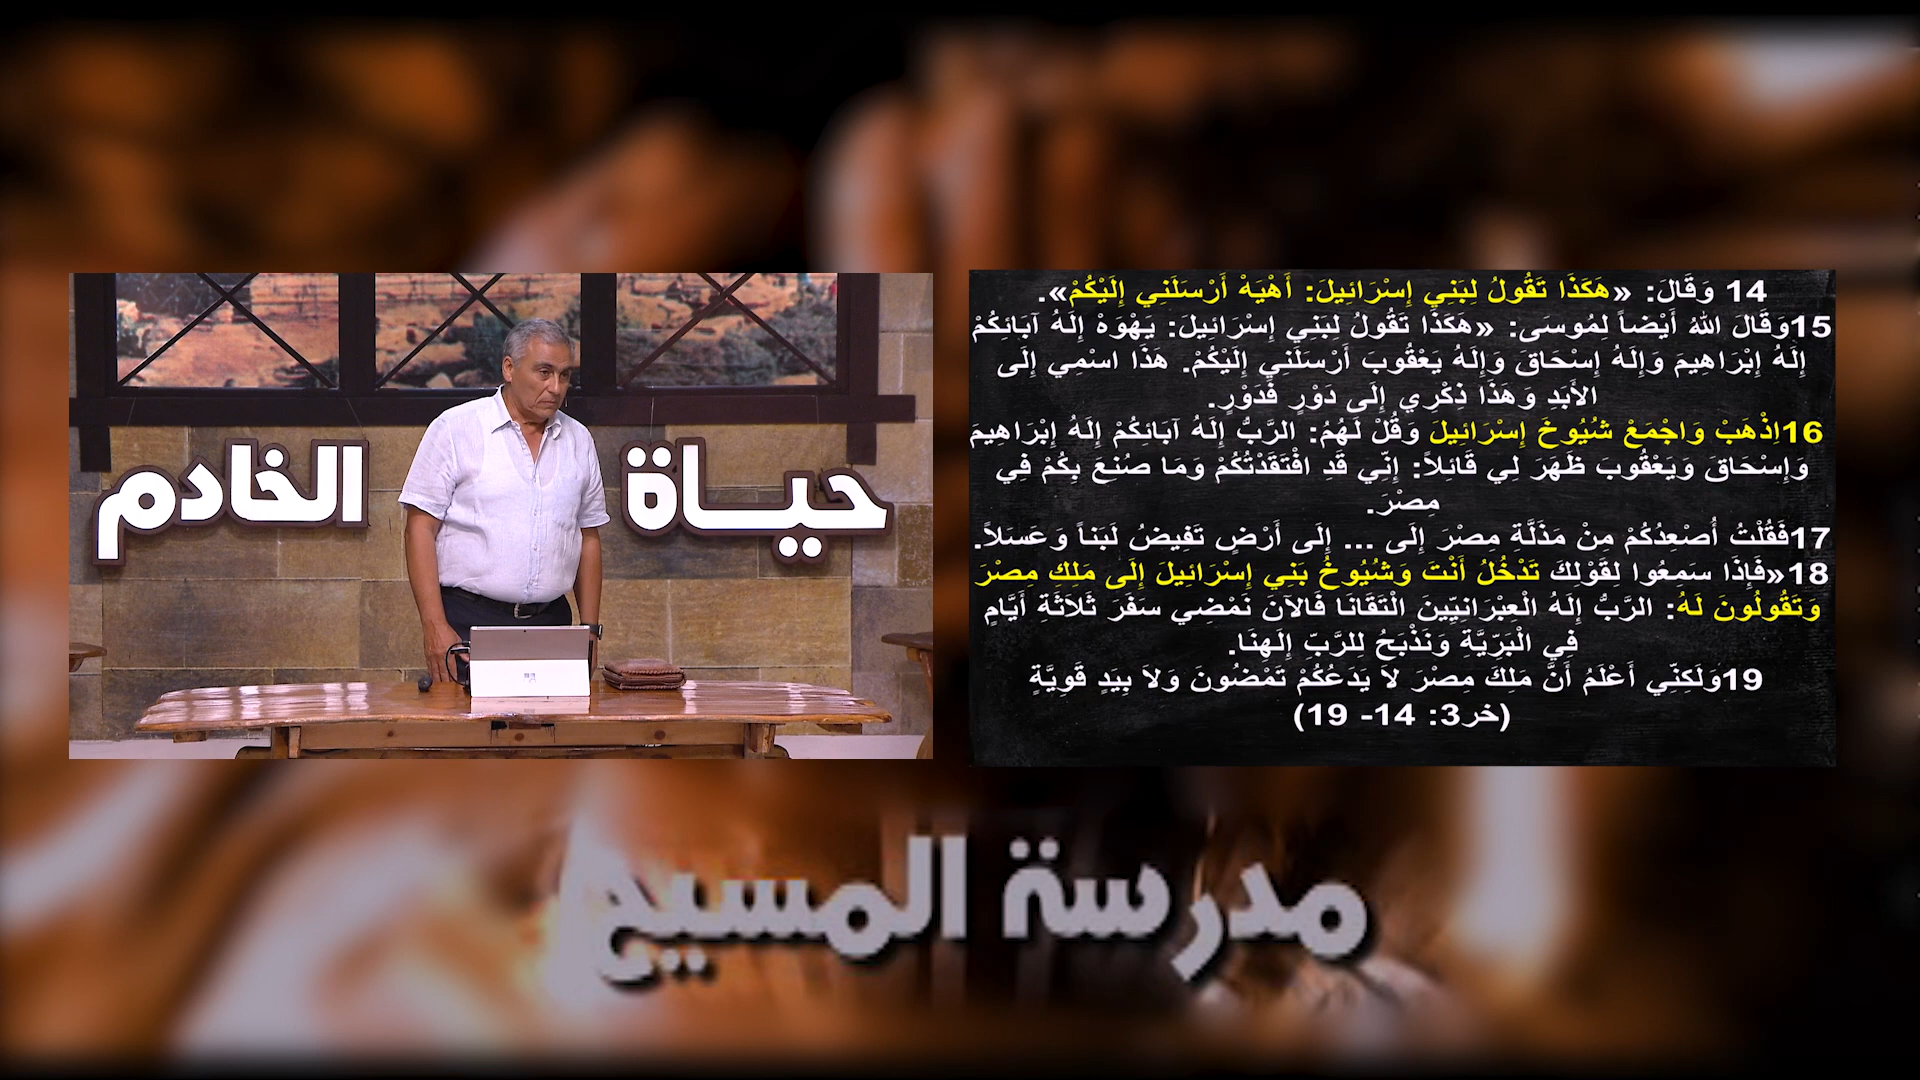 حياة الخادم
14 وَقَالَ: «هَكَذَا تَقُولُ لِبَنِي إِسْرَائِيلَ: أَهْيَهْ أَرْسَلَنِي إِلَيْكُمْ».
15وَقَالَ اللهُ أَيْضاً لِمُوسَى: «هَكَذَا تَقُولُ لِبَنِي إِسْرَائِيلَ: يَهْوَهْ إِلَهُ آبَائِكُمْ
إِلَهُ إِبْرَاهِيمَ وَإِلَهُ إِسْحَاقَ وَإِلَهُ يَعْقُوبَ أَرْسَلَنِي إِلَيْكُمْ. هَذَا اسْمِي إِلَى
الأَبَدِ وَهَذَا ذِكْرِي إِلَى دَوْرٍ فَدَوْرٍ.
16اِذْهَبْ وَاجْمَعْ شُيُوخَ إِسْرَائِيلَ وَقُلْ لَهُمُ: الرَّبُّ إِلَهُ آبَائِكُمْ إِلَهُ إِبْرَاهِيمَ
وَإِسْحَاقَ وَيَعْقُوبَ ظَهَرَ لِي قَائِلاً: إِنِّي قَدِ افْتَقَدْتُكُمْ وَمَا صُنِعَ بِكُمْ فِي
مِصْرَ.
17فَقُلْتُ أُصْعِدُكُمْ مِنْ مَذَلَّةِ مِصْرَ إِلَى ... إِلَى أَرْضٍ تَفِيضُ لَبَناً وَعَسَلاً.
18«فَإِذَا سَمِعُوا لِقَوْلِكَ تَدْخُلُ أَنْتَ وَشُيُوخُ بَنِي إِسْرَائِيلَ إِلَى مَلِكِ مِصْرَ
وَتَقُولُونَ لَهُ: الرَّبُّ إِلَهُ الْعِبْرَانِيِّينَ الْتَقَانَا فَالآنَ نَمْضِي سَفَرَ ثَلاَثَةِ أَيَّامٍ
فِي الْبَرِّيَّةِ وَنَذْبَحُ لِلرَّبِّ إِلَهِنَا.
19وَلَكِنِّي أَعْلَمُ أَنَّ مَلِكَ مِصْرَ لاَ يَدَعُكُمْ تَمْضُونَ وَلاَ بِيَدٍ قَوِيَّةٍ
(خر3: 14- 19)
مدرسة المسيح